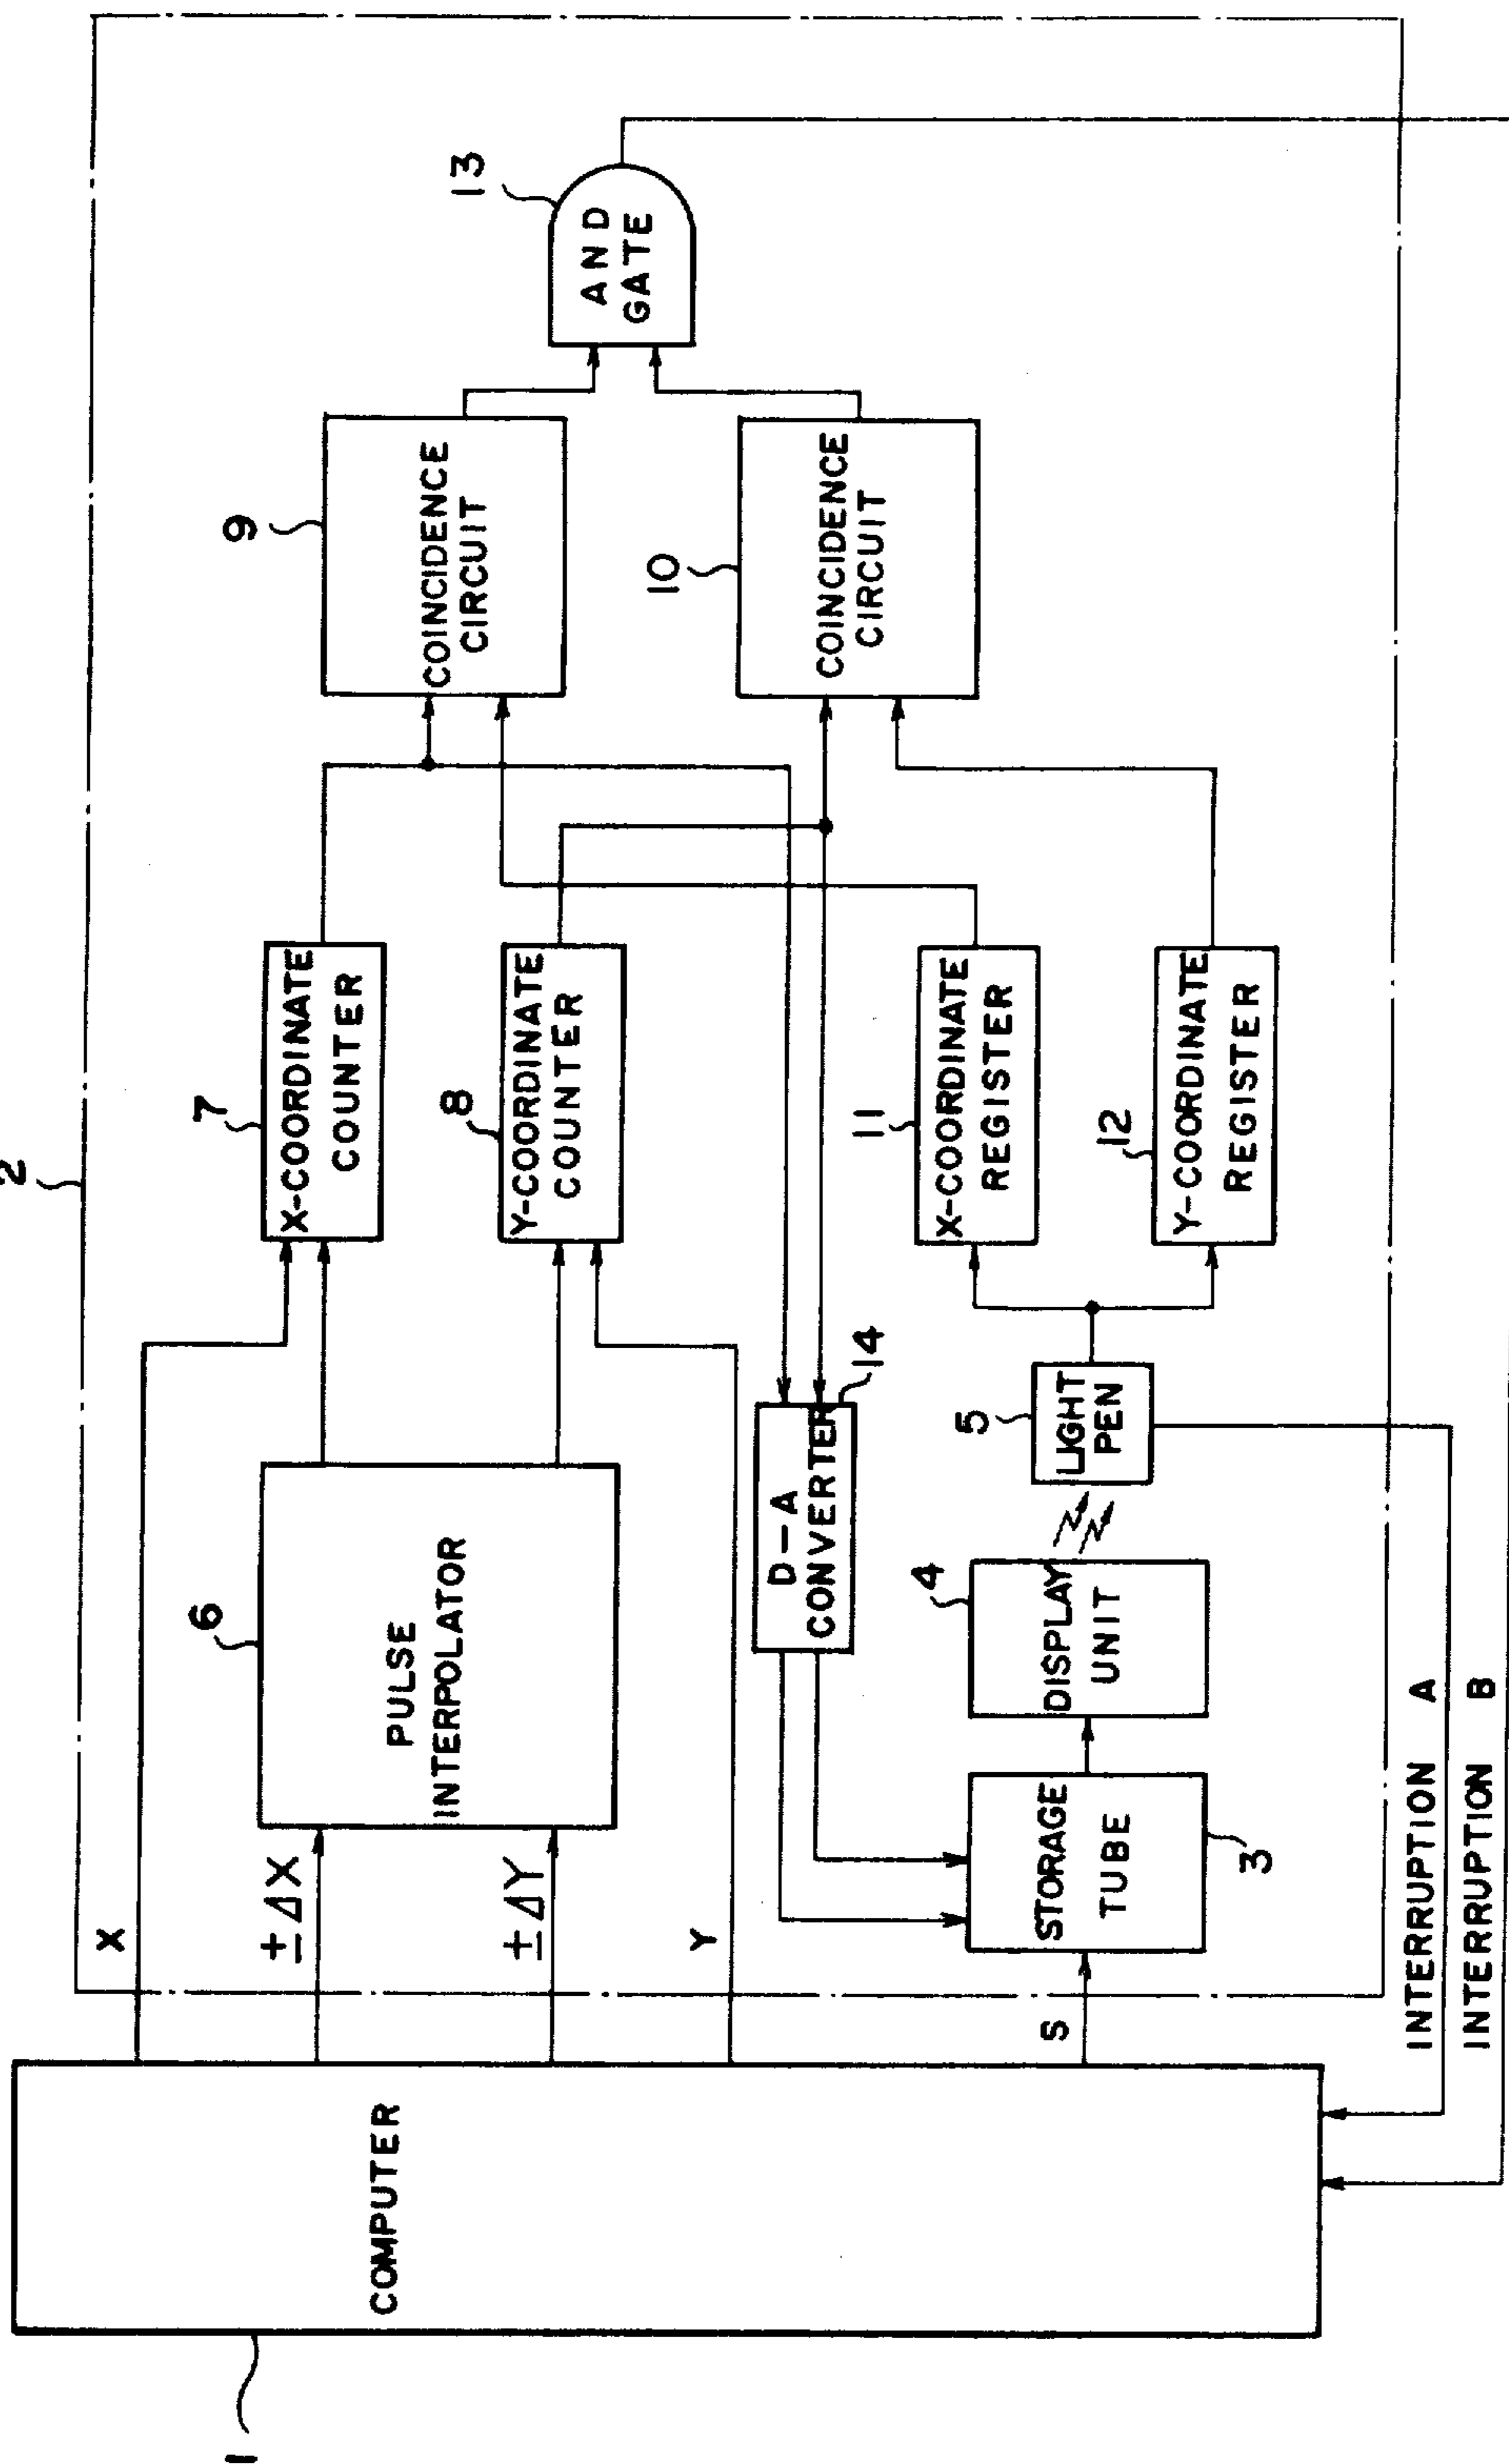 1
COMPUTER
2
X
±ΔX
±ΔY
Y
S
6
PULSE
INTERPOLATOR
7
X-COORDINATE
COUNTER
8
Y-COORDINATE
COUNTER
9
COINCIDENCE
CIRCUIT
10
COINCIDENCE
CIRCUIT
13
AND
GATE
14
D-A
CONVERTER
3
STORAGE
TUBE
4
DISPLAY
UNIT
5
LIGHT
PEN
11
X-COORDINATE
REGISTER
12
Y-COORDINATE
REGISTER
INTERRUPTION A
INTERRUPTION B